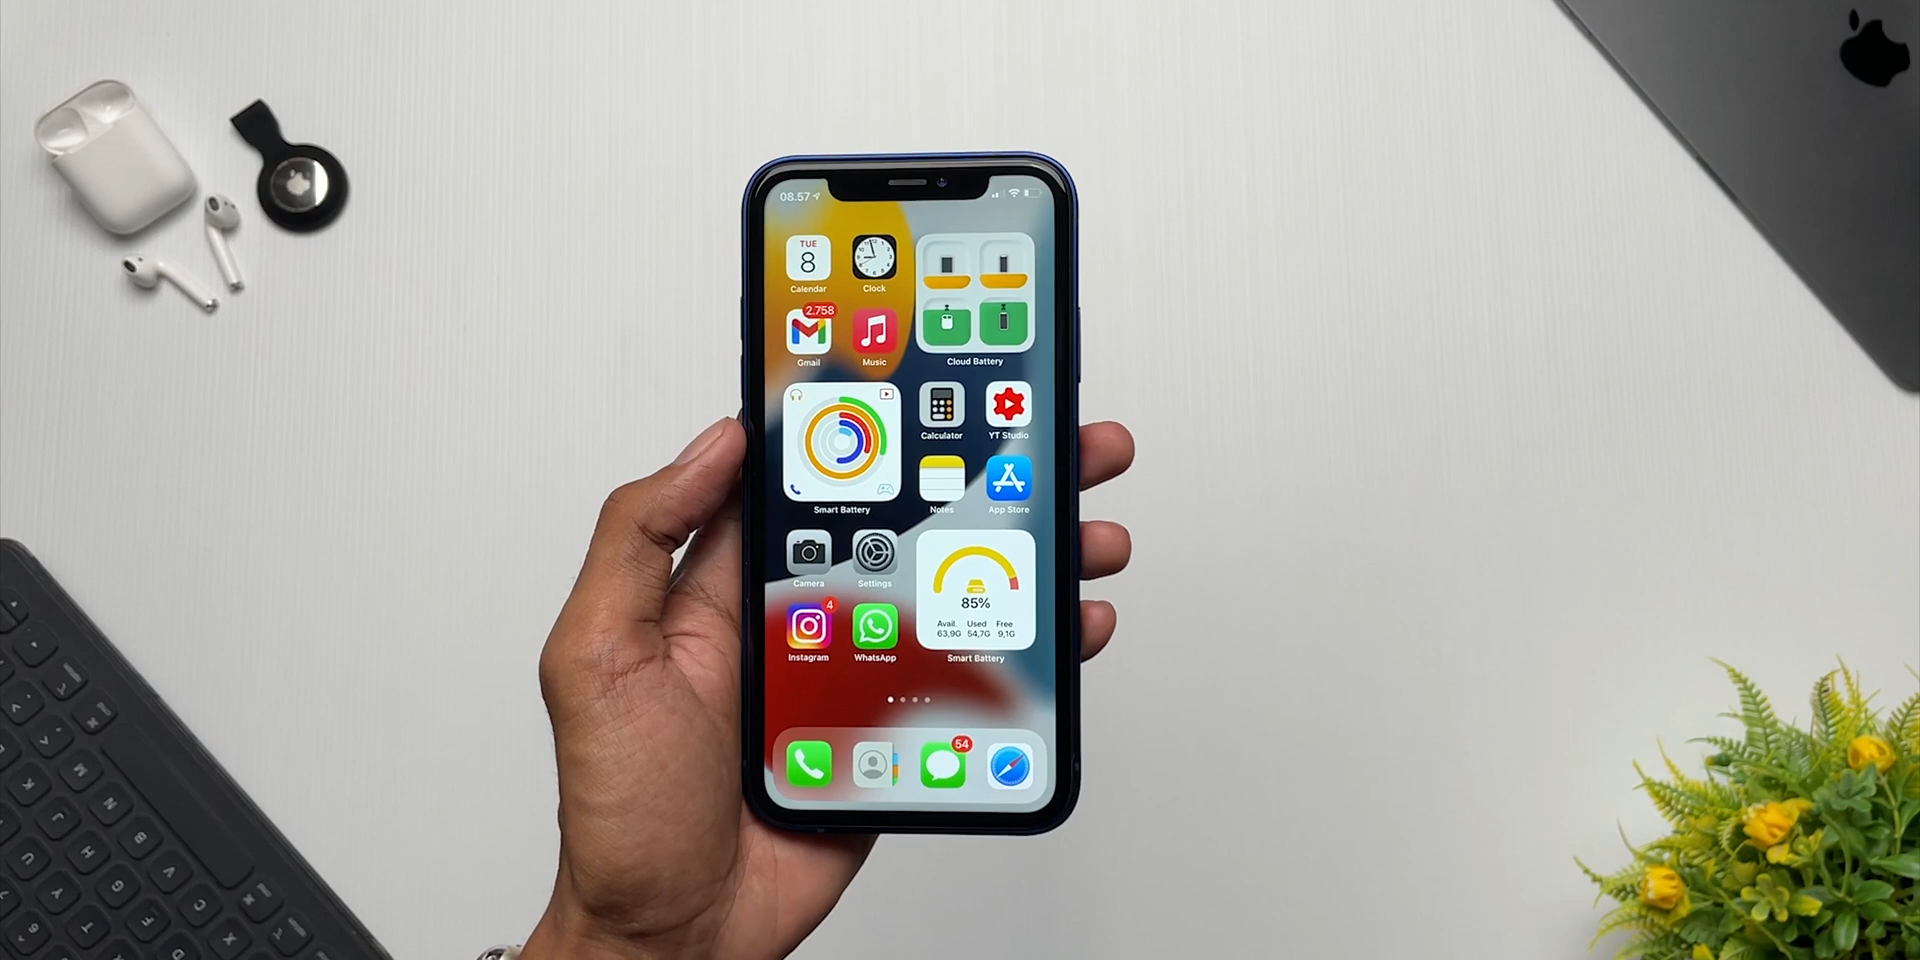 08.57
TUE
8
Calendar
Clock
2.758
Gmail
Music
Cloud Battery
Calculator
YT Studio
Smart Battery
Notes
App Store
Camera
Settings
85%
Avail. Used Free
63,9G 54,7G 9,1G
4
Instagram
WhatsApp
Smart Battery
54
K
M
N
B
V
C
X
J
H
G
F
D
U
Y
T
6